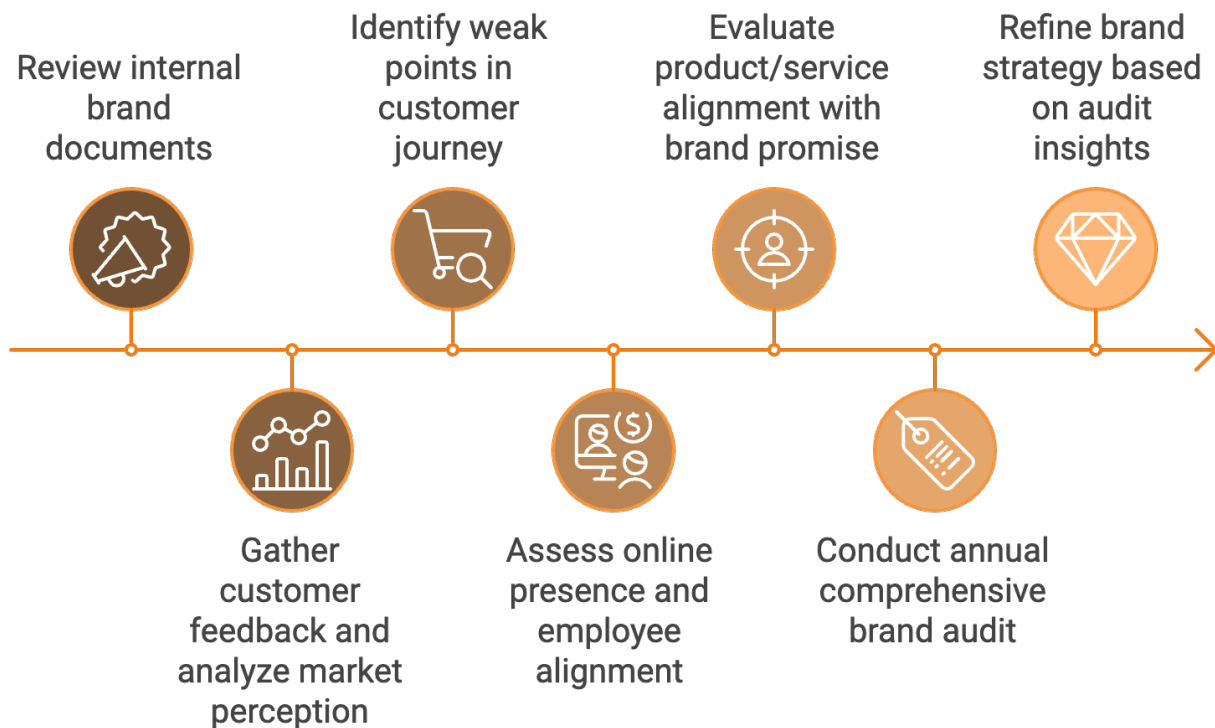 Review internal
brand
documents
Gather
customer
feedback and
analyze market
perception
Identify weak
points in
customer
journey
Assess online
presence and
employee
alignment
Evaluate
product/service
alignment with
brand promise
Conduct annual
comprehensive
brand audit
Refine brand
strategy based
on audit
insights